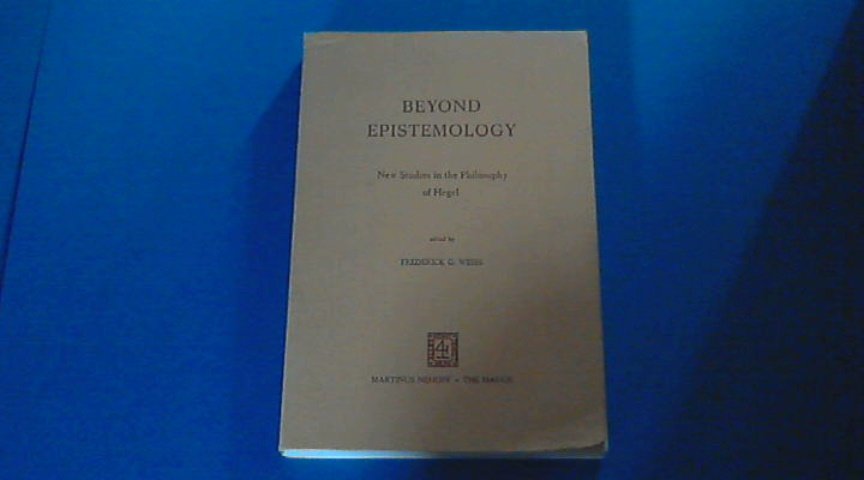 BEYOND
EPISTEMOLOGY
New Studies in the Philosophy
of Hegel
edited by
FREDERICK G. WEISS
MARTINUS NIJHOFF - THE HAGUE